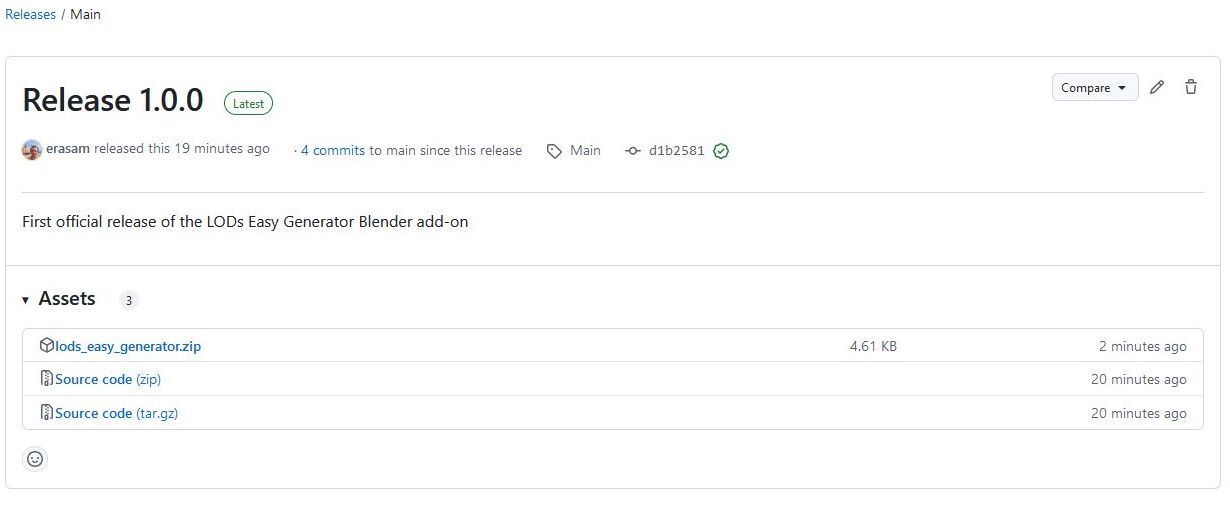 Releases / Main
Release 1.0.0 Latest
Compare
erasam released this 19 minutes ago · 4 commits to main since this release Main d1b2581
First official release of the LODs Easy Generator Blender add-on
Assets 3
lods_easy_generator.zip 4.61 KB 2 minutes ago
Source code (zip) 20 minutes ago
Source code (tar.gz) 20 minutes ago